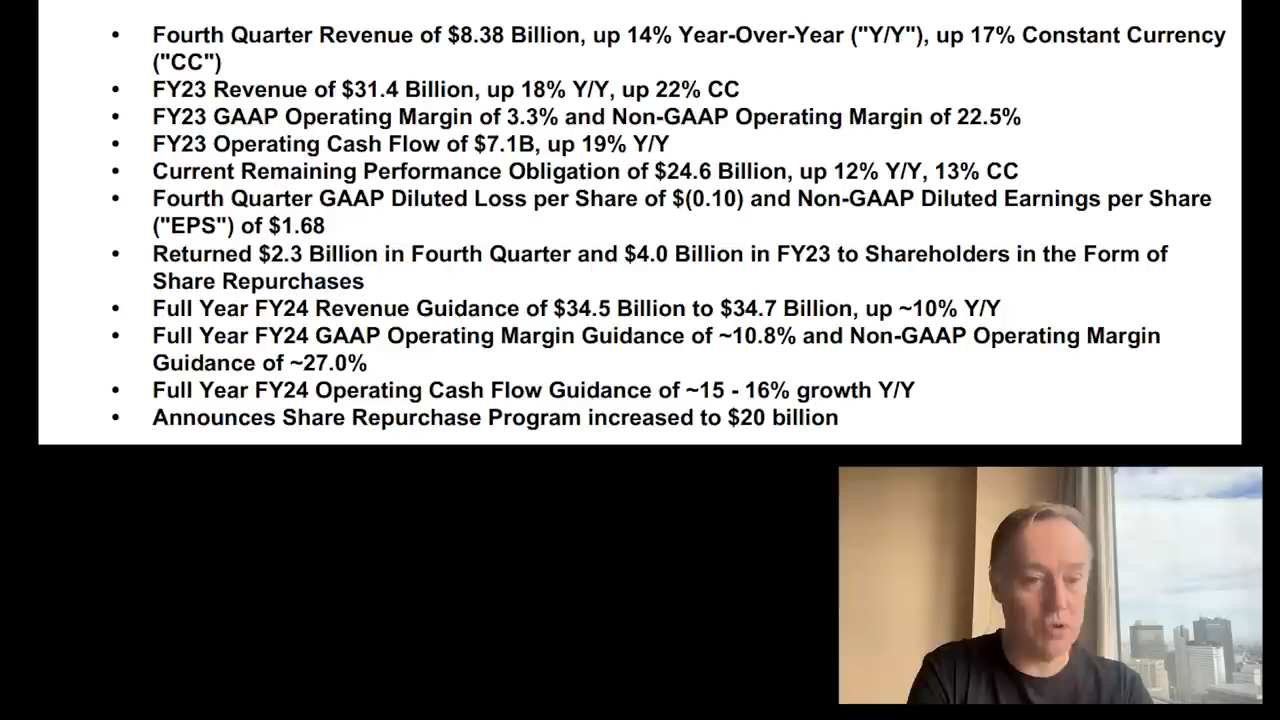 • Fourth Quarter Revenue of $8.38 Billion, up 14% Year-Over-Year ("Y/Y"), up 17% Constant Currency
("CC")
• FY23 Revenue of $31.4 Billion, up 18% Y/Y, up 22% CC
• FY23 GAAP Operating Margin of 3.3% and Non-GAAP Operating Margin of 22.5%
• FY23 Operating Cash Flow of $7.1B, up 19% Y/Y
• Current Remaining Performance Obligation of $24.6 Billion, up 12% Y/Y, 13% CC
• Fourth Quarter GAAP Diluted Loss per Share of $(0.10) and Non-GAAP Diluted Earnings per Share
("EPS") of $1.68
• Returned $2.3 Billion in Fourth Quarter and $4.0 Billion in FY23 to Shareholders in the Form of
Share Repurchases
• Full Year FY24 Revenue Guidance of $34.5 Billion to $34.7 Billion, up ~10% Y/Y
• Full Year FY24 GAAP Operating Margin Guidance of ~10.8% and Non-GAAP Operating Margin
Guidance of ~27.0%
• Full Year FY24 Operating Cash Flow Guidance of ~15 - 16% growth Y/Y
• Announces Share Repurchase Program increased to $20 billion